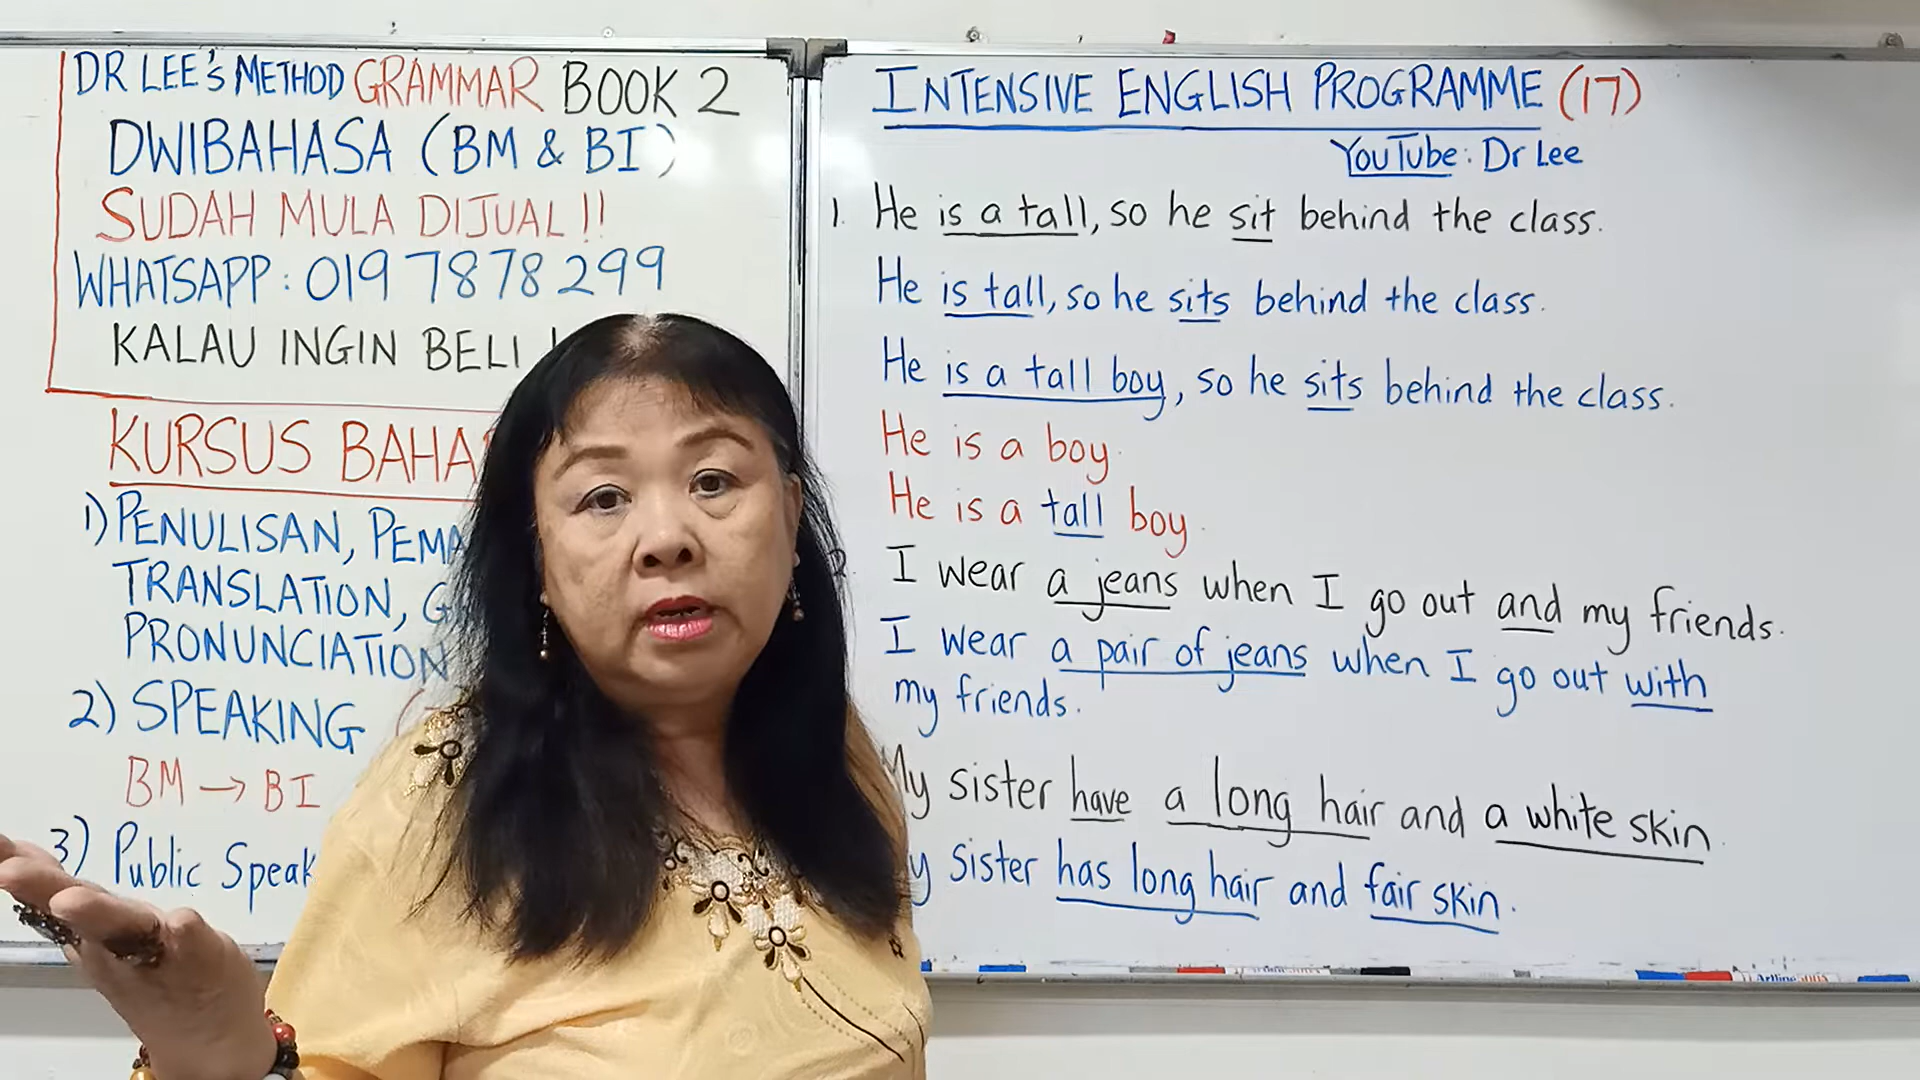 DR LEE'S METHOD GRAMMAR BOOK 2
DWIBAHASA (BM & BI)
SUDAH MULA DIJUAL!!
WHATSAPP: 019 7878299
KALAU INGIN BELI
KURSUS
1) PENULISAN,
TRANSLATION,
PRONUNCIATION
2) SPEAKING
BM → BI
3) Public
INTENSIVE ENGLISH PROGRAMME (17)
YouTube: Dr Lee
1. He is a tall, so he sit behind the class.
He is tall, so he sits behind the class.
He is a tall boy, so he sits behind the class.
He is a boy.
He is a tall boy.
I wear a jeans when I go out and my friends.
I wear a pair of jeans when I go out with
my friends.
My sister have a long hair and a white skin.
sister has long hair and fair skin.
Artline